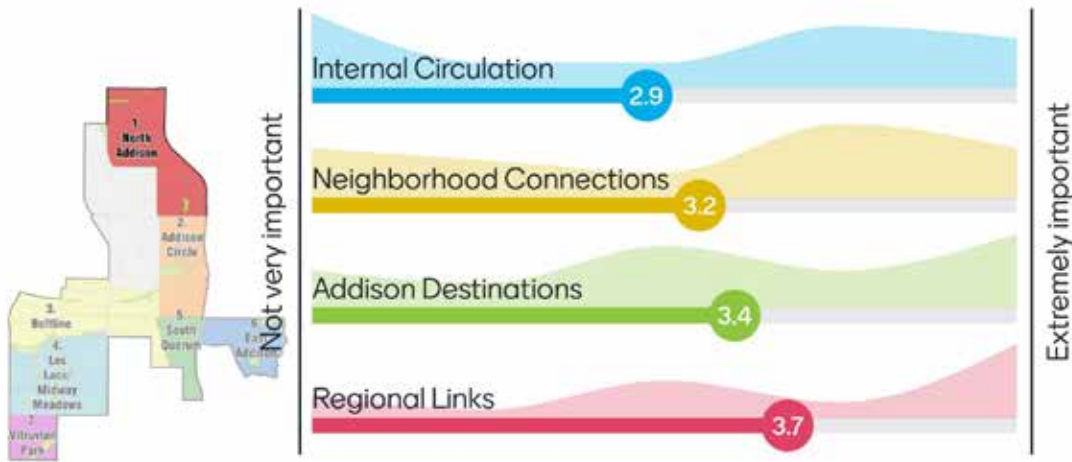 1.
North
Addison
2.
Addison
Circle
3.
Beltline
4.
Les
Lacs/
Midway
Meadows
5.
South
Quorum
6.
East
Addison
7.
Vitruvian
Park
Not very important
Internal Circulation
2.9
Neighborhood Connections
3.2
Addison Destinations
3.4
Regional Links
3.7
Extremely important